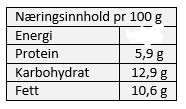 Næringsinnhold pr 100 g
Energi
Protein 5,9 g
Karbohydrat 12,9 g
Fett 10,6 g